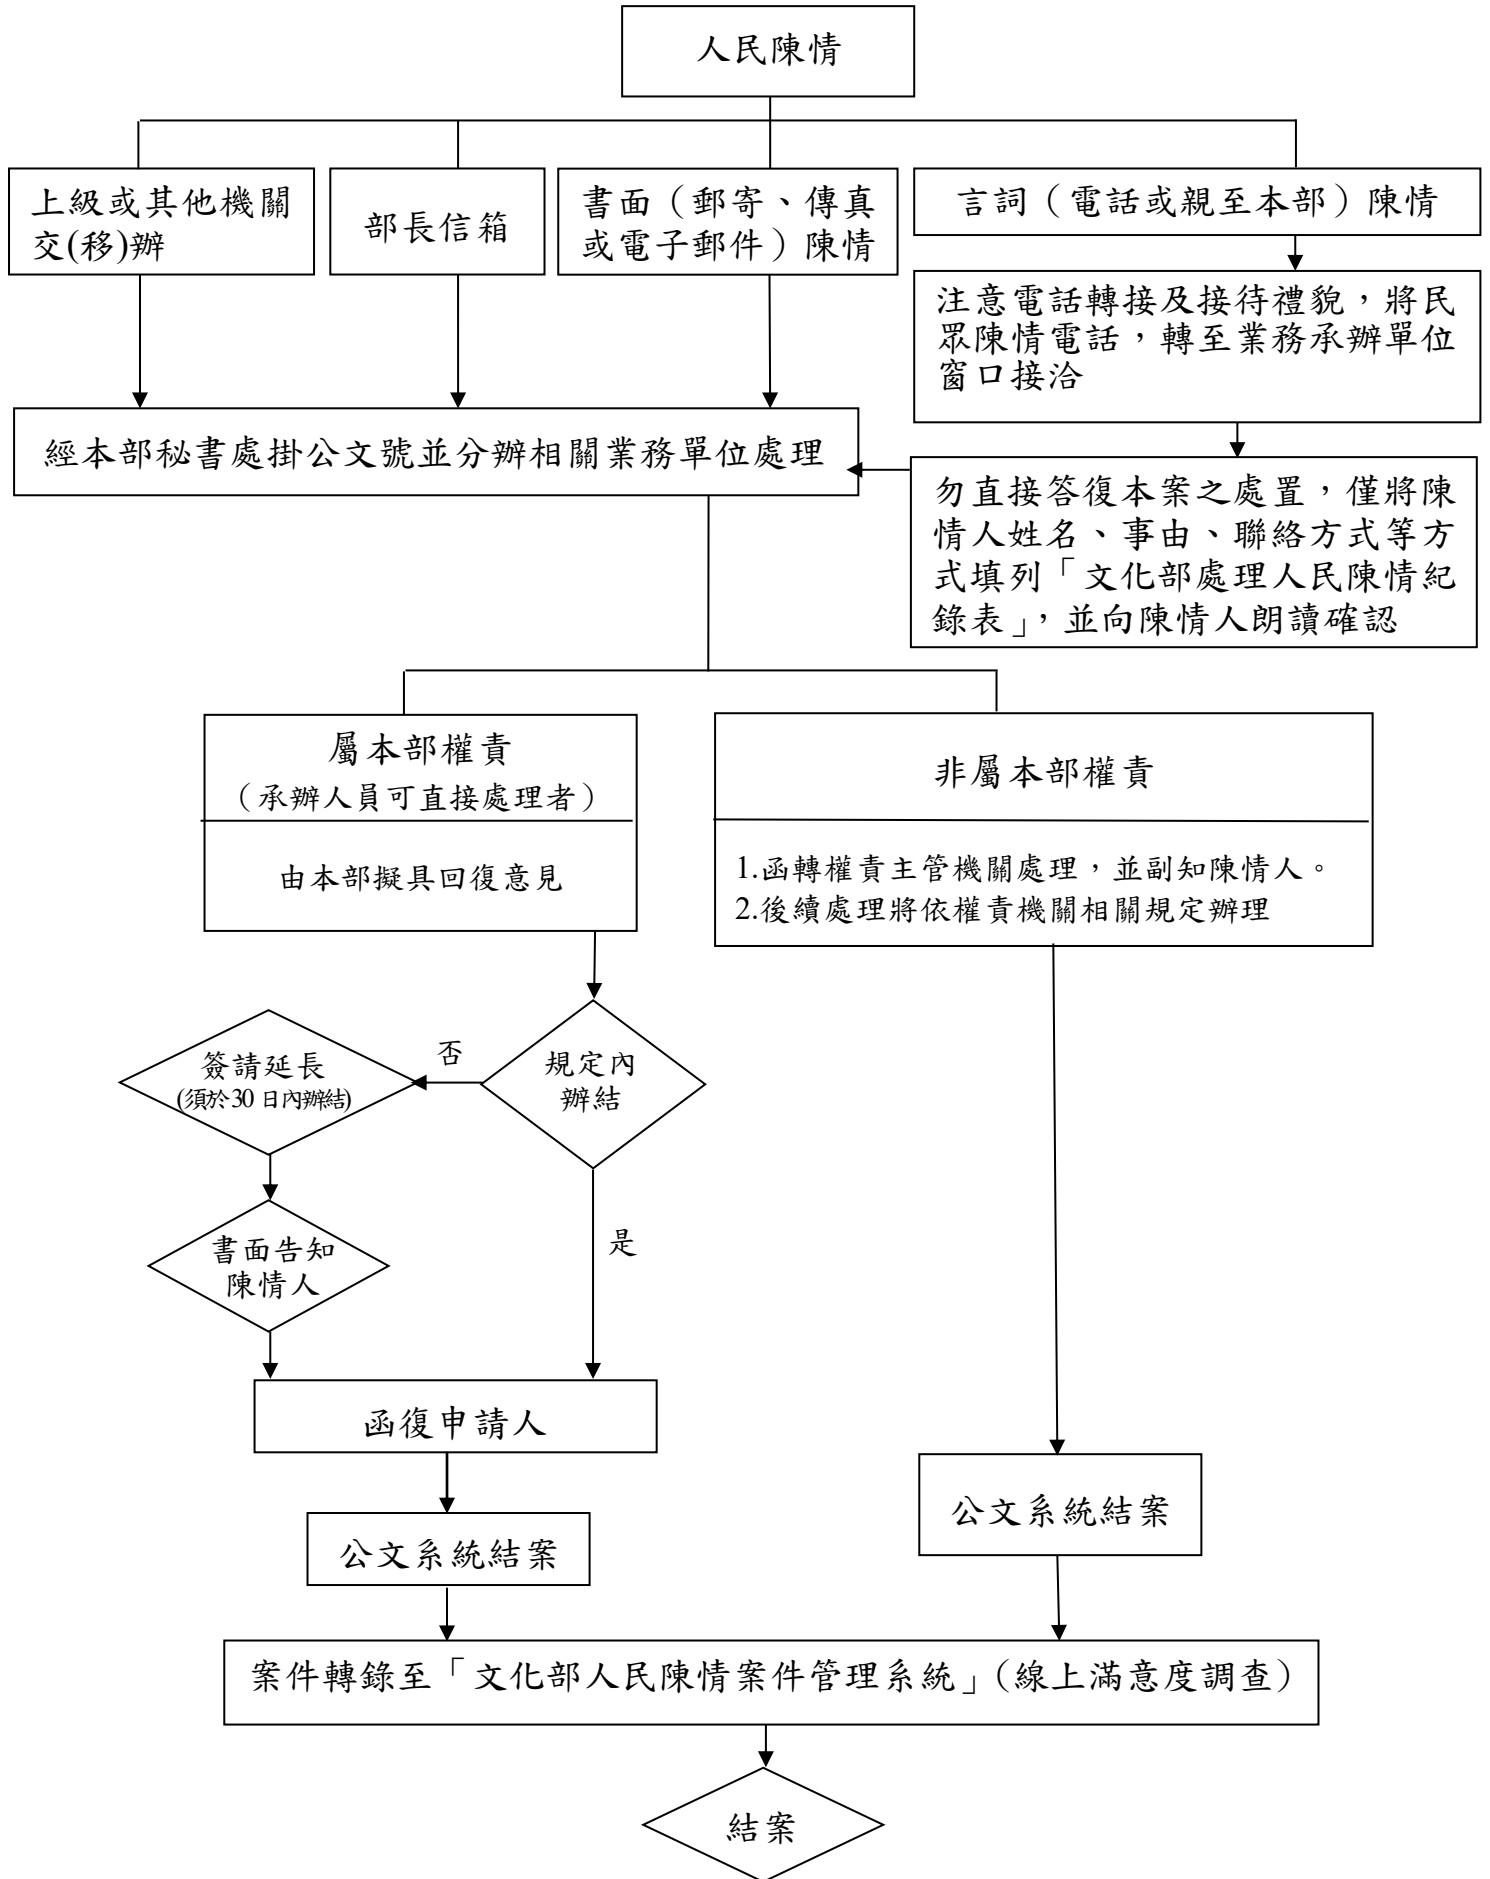 人民陳情
上級或其他機關
交(移)辦
部長信箱
書面（郵寄、傳真
或電子郵件）陳情
言詞（電話或親至本部）陳情
注意電話轉接及接待禮貌，將民
眾陳情電話，轉至業務承辦單位
窗口接洽
經本部秘書處掛公文號並分辦相關業務單位處理
勿直接答復本案之處置，僅將陳
情人姓名、事由、聯絡方式等方
式填列「文化部處理人民陳情紀
錄表」，並向陳情人朗讀確認
屬本部權責
（承辦人員可直接處理者）
由本部擬具回復意見
非屬本部權責
1.函轉權責主管機關處理，並副知陳情人。
2.後續處理將依權責機關相關規定辦理
簽請延長
(須於30日內辦結)
否
規定內
辦結
書面告知
陳情人
是
函復申請人
公文系統結案
公文系統結案
案件轉錄至「文化部人民陳情案件管理系統」（線上滿意度調查）
結案